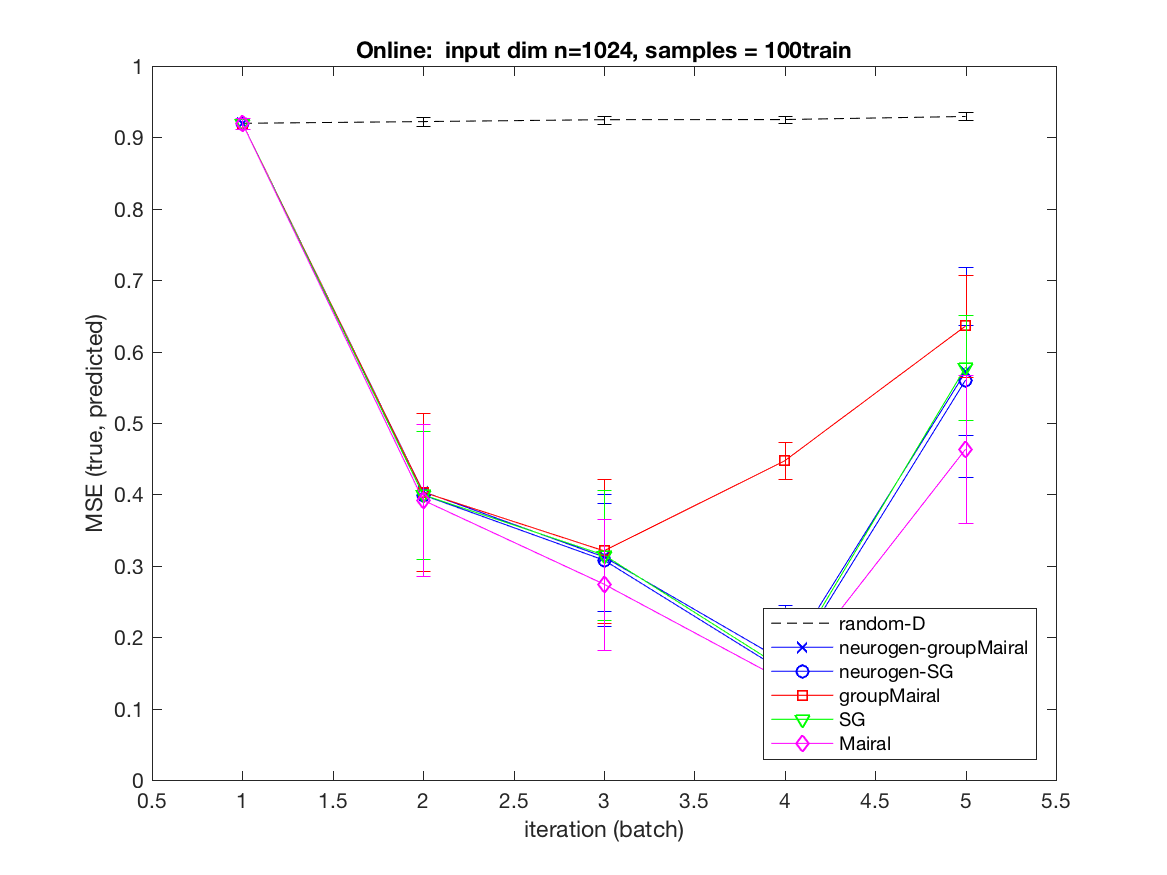 Online:  input dim n=1024, samples = 100train
1
0.9
0.8
0.7
0.6
0.5
0.4
0.3
0.2
0.1
0
MSE (true, predicted)
random-D
neurogen-groupMairal
neurogen-SG
groupMairal
SG
Mairal
0.5 1 1.5 2 2.5 3 3.5 4 4.5 5 5.5
iteration (batch)